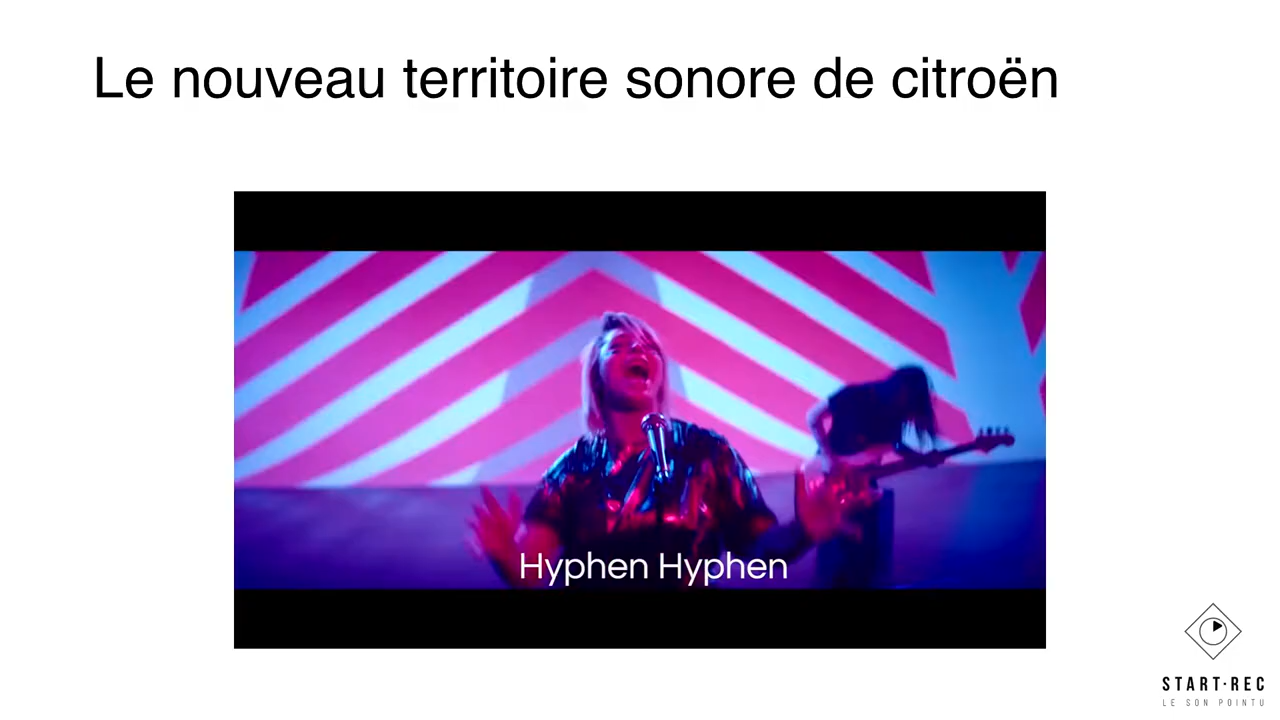 Le nouveau territoire sonore de citroën
Hyphen Hyphen
START·REC
LE SON POINTU